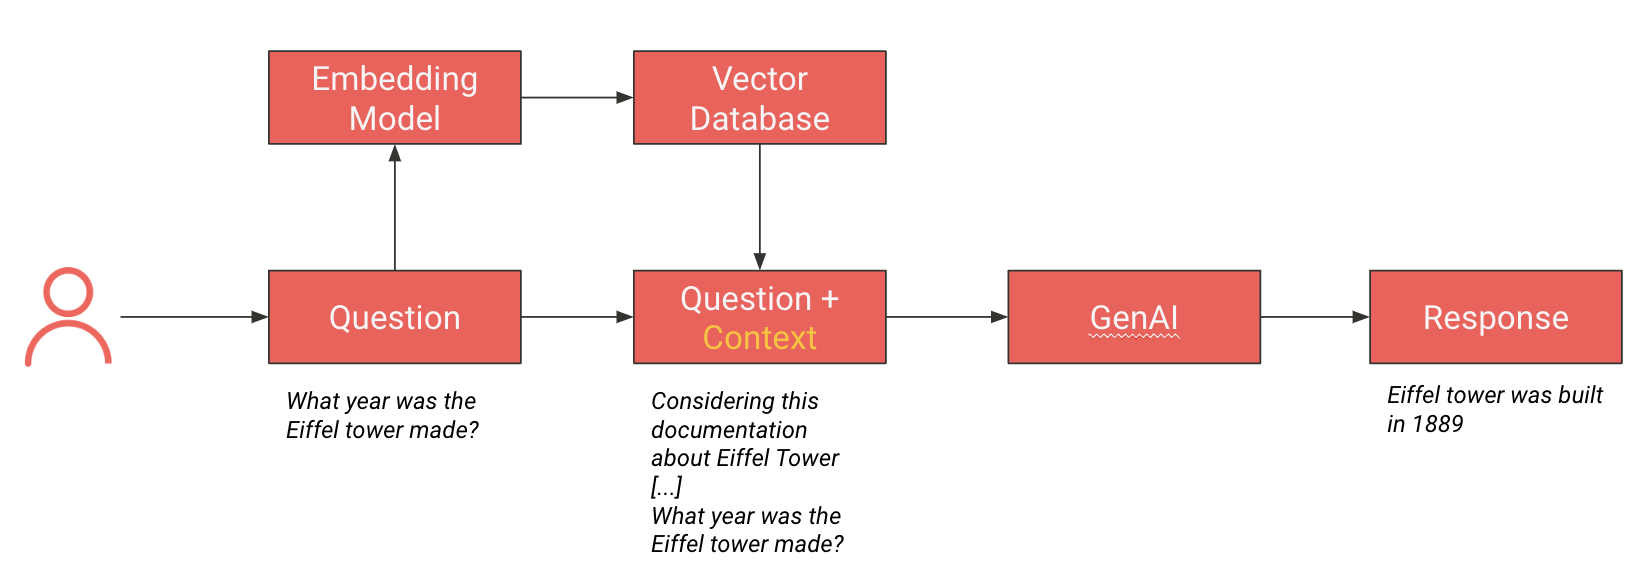 Embedding
Model
Vector
Database
Question
Question +
Context
GenAI
Response
What year was the
Eiffel tower made?
Considering this
documentation
about Eiffel Tower
[...]
What year was the
Eiffel tower made?
Eiffel tower was built
in 1889